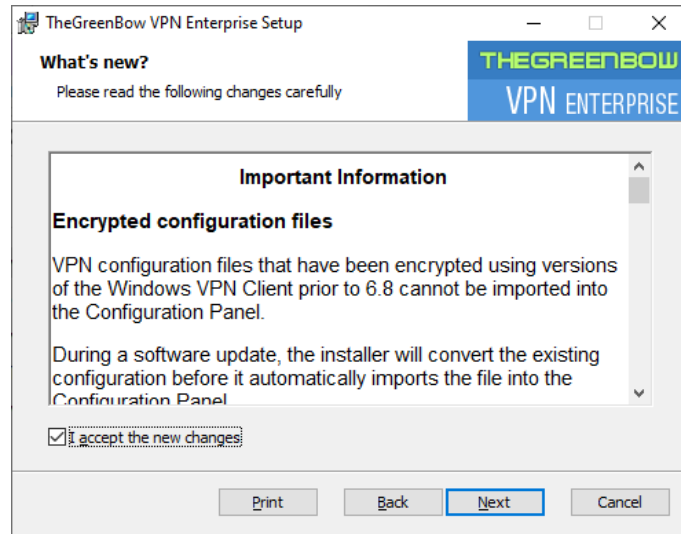 TheGreenBow VPN Enterprise Setup
What's new?
Please read the following changes carefully
THEGREENBOW
VPN ENTERPRISE
Important Information
Encrypted configuration files
VPN configuration files that have been encrypted using versions
of the Windows VPN Client prior to 6.8 cannot be imported into
the Configuration Panel.
During a software update, the installer will convert the existing
configuration before it automatically imports the file into the
Configuration Panel
I accept the new changes
Print
Back
Next
Cancel